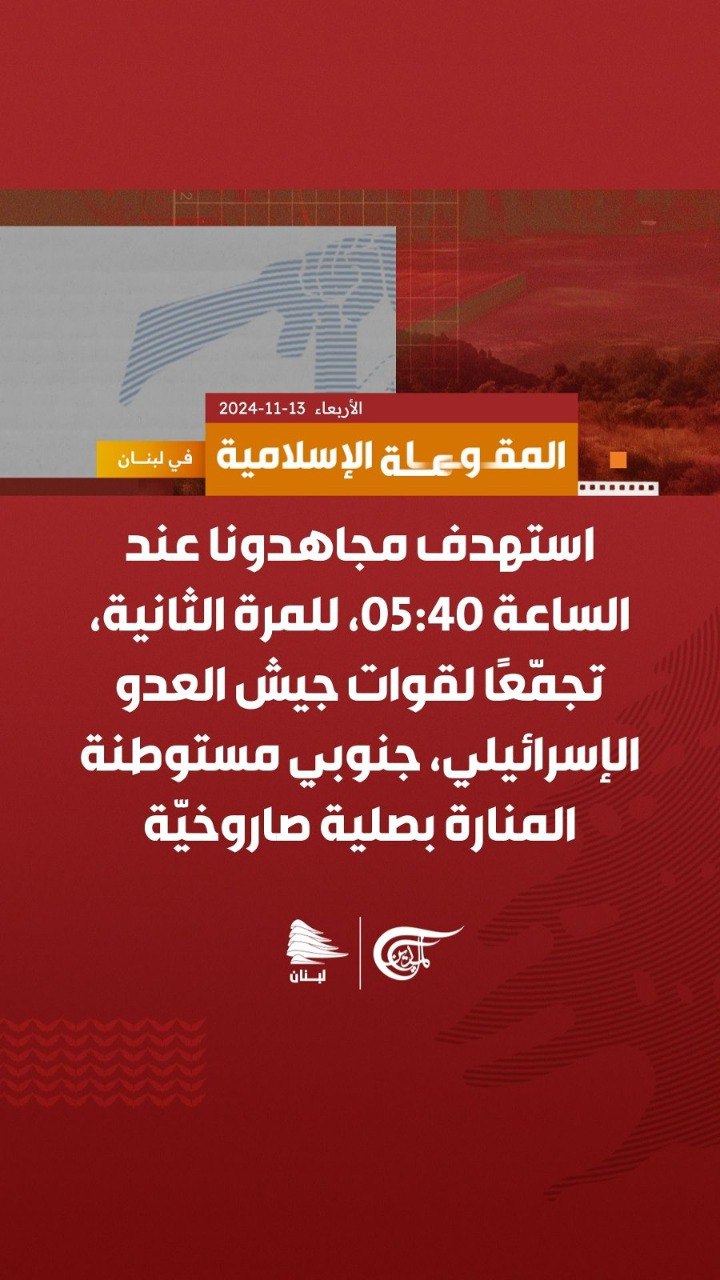 الأربعاء 13-11-2024
الإسلامية
في لبنان
استهدف مجاهدونا عند
الساعة 05:40، للمرة الثانية،
تجمّعًا لقوات جيش العدو
الإسرائيلي، جنوبي مستوطنة
المنارة بصلية صاروخيّة
الميادين
لبنان